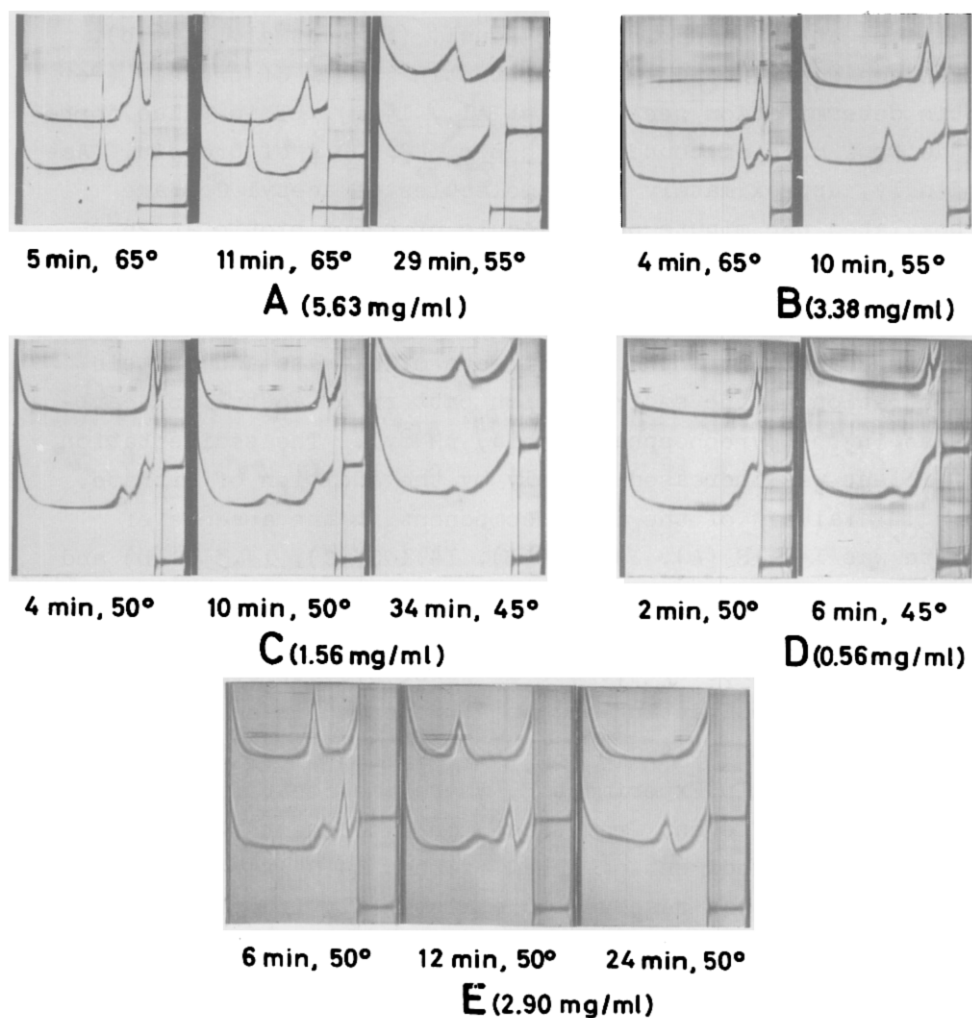 5 min, 65° 11 min, 65° 29 min, 55°
A (5.63 mg/ml)
4 min, 65° 10 min, 55°
B (3.38 mg/ml)
4 min, 50° 10 min, 50° 34 min, 45°
C (1.56 mg/ml)
2 min, 50° 6 min, 45°
D (0.56 mg/ml)
6 min, 50° 12 min, 50° 24 min, 50°
E (2.90 mg/ml)